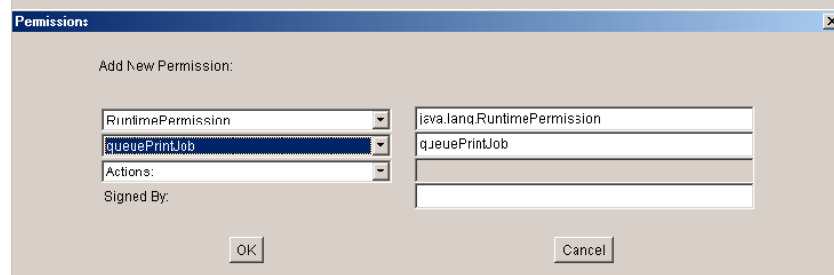 Permissions
Add New Permission:
RuntimePermission java.lang.RuntimePermission
queuePrintJob queuePrintJob
Actions:
Signed By:
OK Cancel